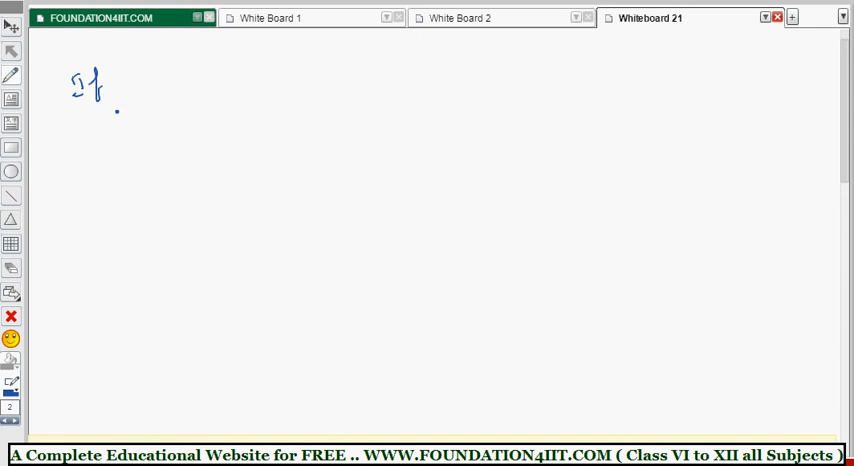 FOUNDATION4IIT.COM White Board 1 White Board 2 Whiteboard 21
If
2
A Complete Educational Website for FREE .. WWW.FOUNDATION4IIT.COM ( Class VI to XII all Subjects )